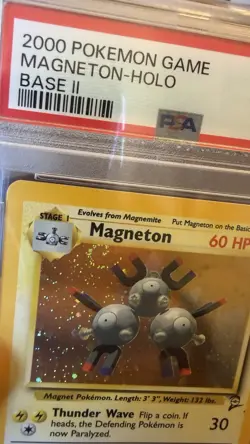 2000 POKEMON GAME
MAGNETON-HOLO
BASE II
PSA
STAGE 1
Evolves from Magnemite
Put Magneton on the Basic
Magneton
60 HP
Magnet Pokémon. Length: 3' 3", Weight: 132 lbs.
Thunder Wave Flip a coin. If
heads, the Defending Pokémon is
now Paralyzed.
30